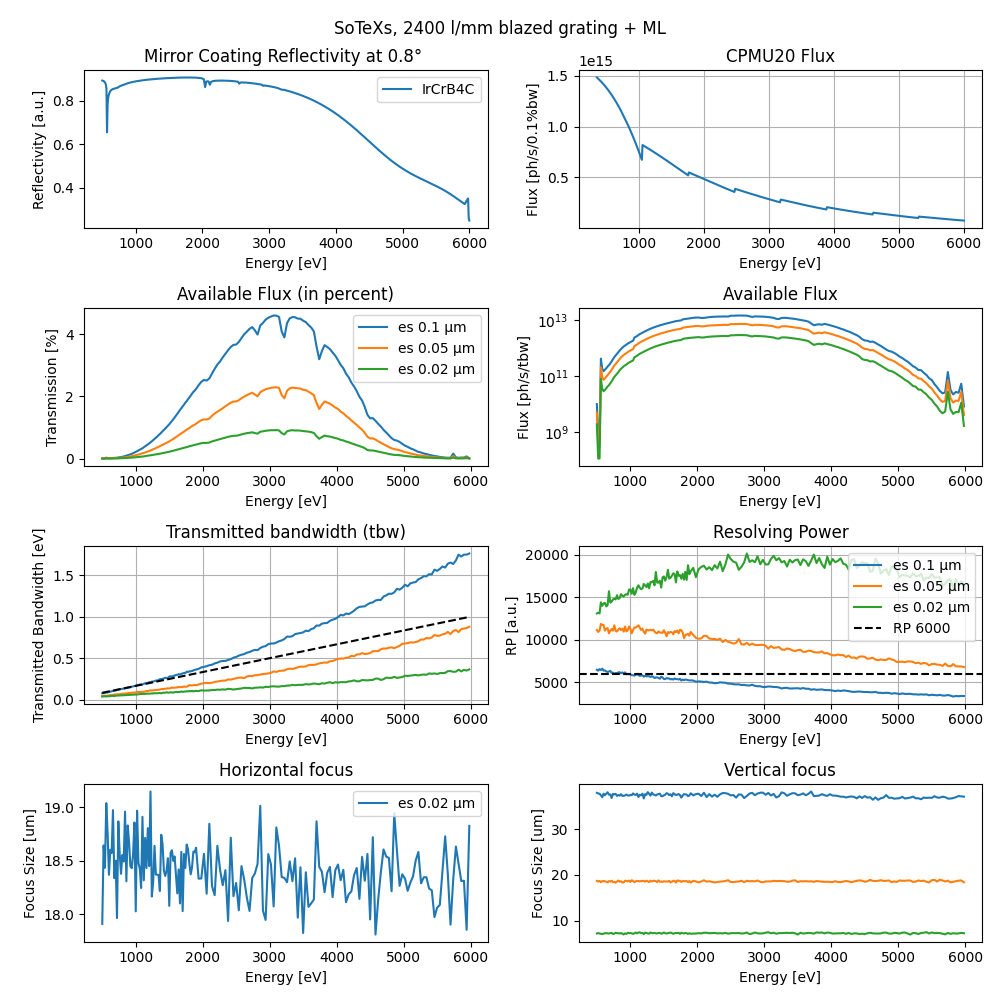 SoTeXs, 2400 l/mm blazed grating + ML
Mirror Coating Reflectivity at 0.8°
Reflectivity [a.u.]
0.8
0.6
0.4
IrCrB4C
1000 2000 3000 4000 5000 6000
Energy [eV]
CPMU20 Flux
1e15
Flux [ph/s/0.1%bw]
1.5
1.0
0.5
1000 2000 3000 4000 5000 6000
Energy [eV]
Available Flux (in percent)
Transmission [%]
4
2
0
es 0.1 µm
es 0.05 µm
es 0.02 µm
1000 2000 3000 4000 5000 6000
Energy [eV]
Available Flux
Flux [ph/s/tbw]
10¹³
10¹¹
10⁹
1000 2000 3000 4000 5000 6000
Energy [eV]
Transmitted bandwidth (tbw)
Transmitted Bandwidth [eV]
1.5
1.0
0.5
0.0
1000 2000 3000 4000 5000 6000
Energy [eV]
Resolving Power
RP [a.u.]
20000
15000
10000
5000
es 0.1 µm
es 0.05 µm
es 0.02 µm
RP 6000
1000 2000 3000 4000 5000 6000
Energy [eV]
Horizontal focus
Focus Size [um]
19.0
18.5
18.0
es 0.02 µm
1000 2000 3000 4000 5000 6000
Energy [eV]
Vertical focus
Focus Size [um]
30
20
10
1000 2000 3000 4000 5000 6000
Energy [eV]